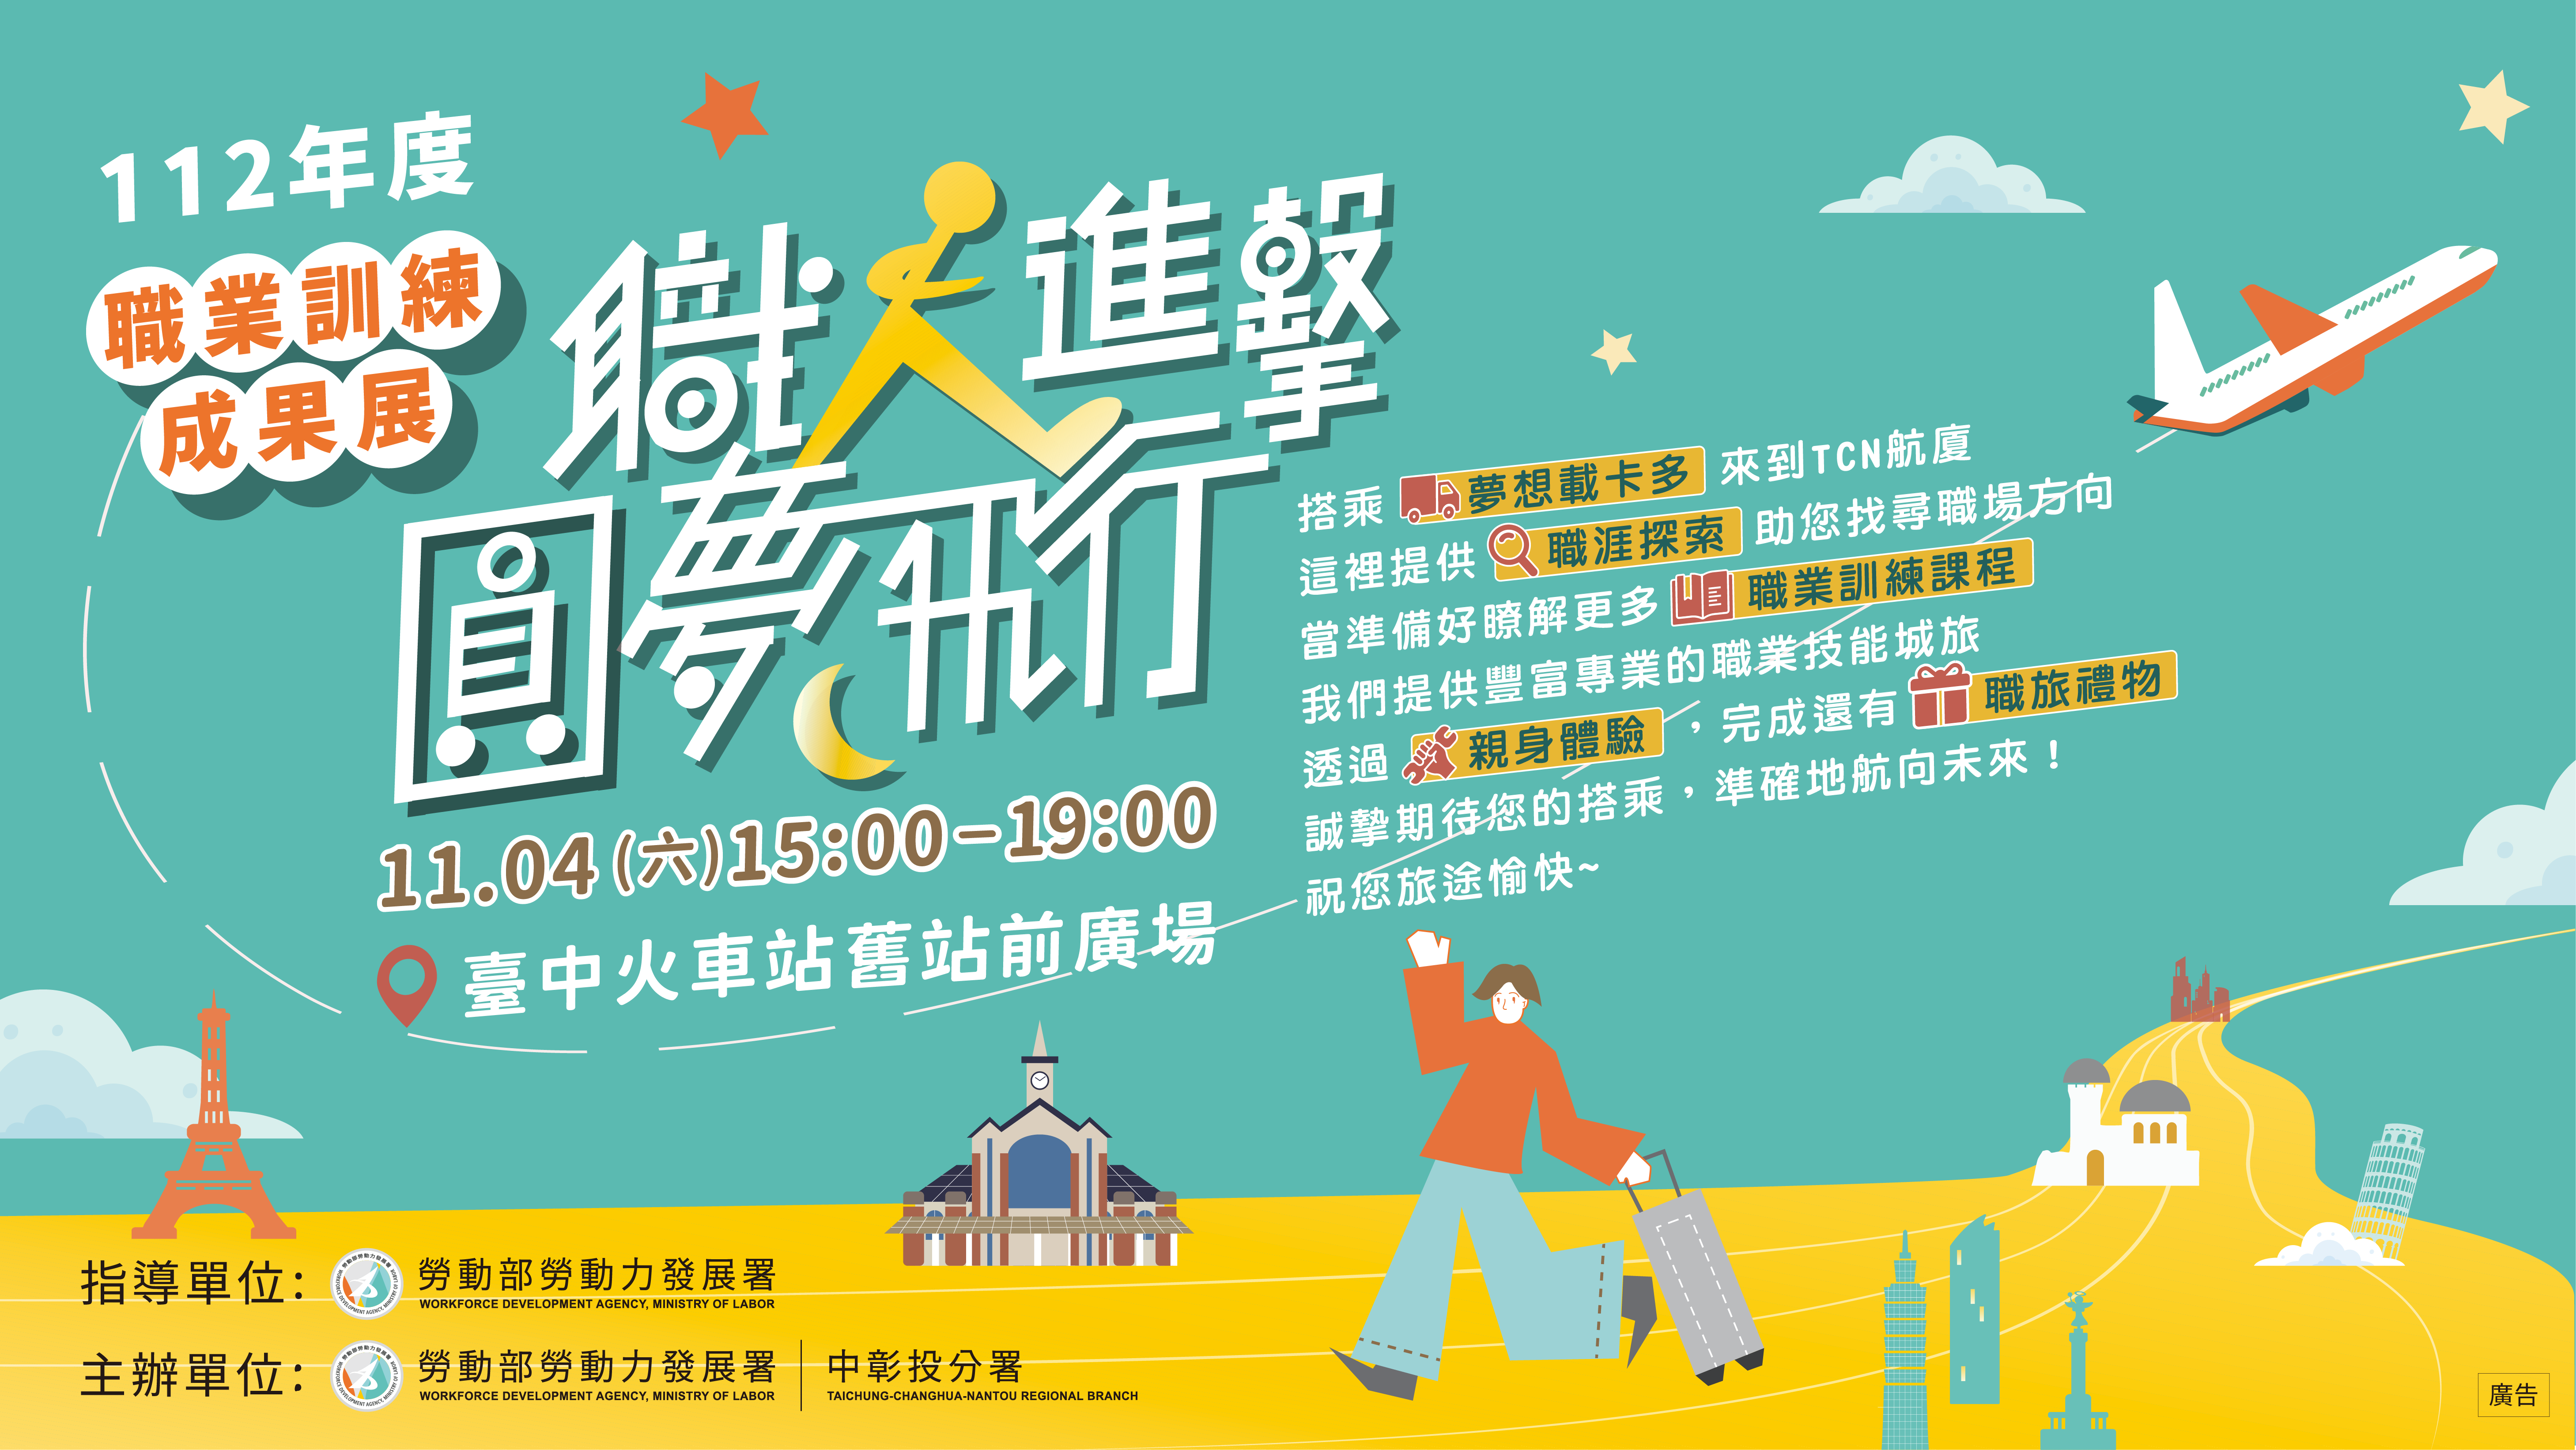 112年度
職業訓練
成果展
職人進擊
圓夢飛行
11.04(六)15:00–19:00
臺中火車站舊站前廣場
搭乘 夢想載卡多 來到TCN航廈
這裡提供 職涯探索 助您找尋職場方向
當準備好瞭解更多 職業訓練課程
我們提供豐富專業的職業技能城旅
透過 親身體驗 ，完成還有 職旅禮物
誠摯期待您的搭乘，準確地航向未來！
祝您旅途愉快~
指導單位: 勞動部勞動力發展署
WORKFORCE DEVELOPMENT AGENCY, MINISTRY OF LABOR
主辦單位: 勞動部勞動力發展署 中彰投分署
WORKFORCE DEVELOPMENT AGENCY, MINISTRY OF LABOR TAICHUNG-CHANGHUA-NANTOU REGIONAL BRANCH
廣告